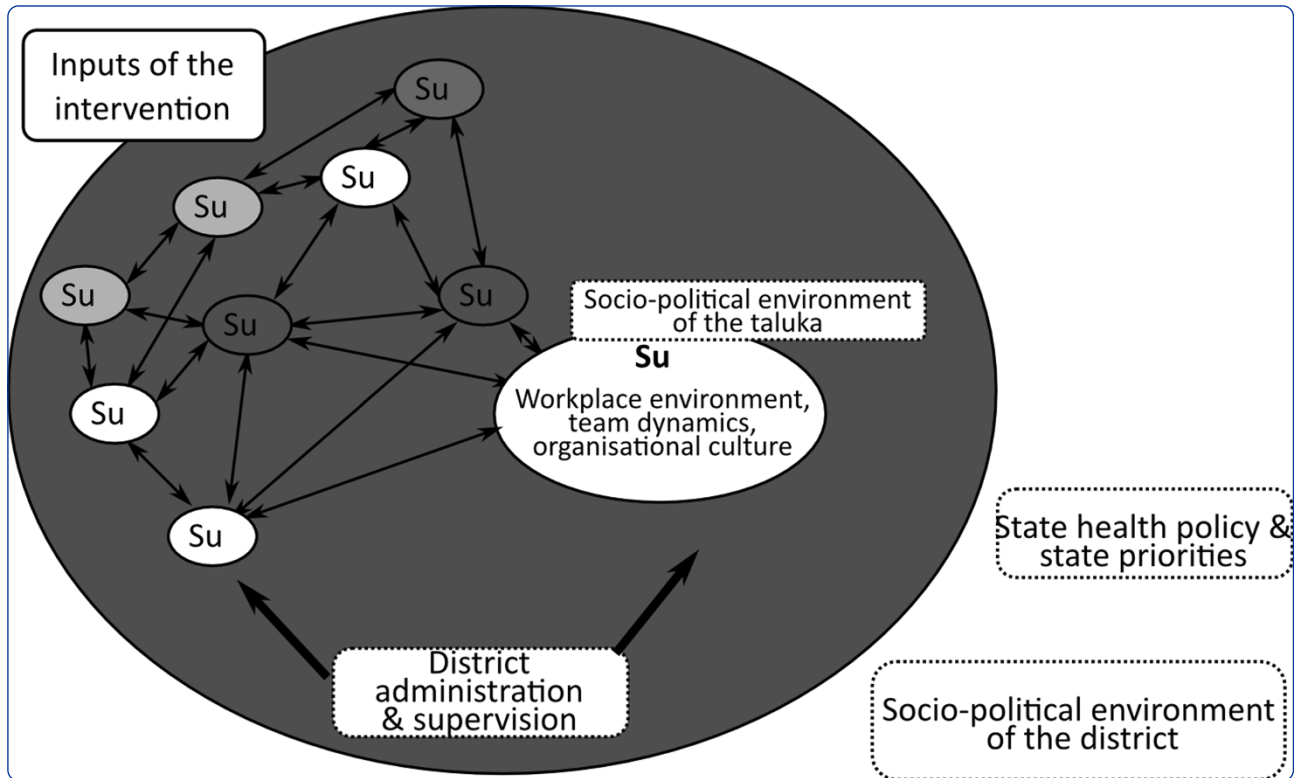 Inputs of the
intervention
Su
Su
Su
Su
Su
Su
Socio-political environment
of the taluka
Su
Workplace environment,
team dynamics,
organisational culture
Su
Su
State health policy &
state priorities
District
administration
& supervision
Socio-political environment
of the district